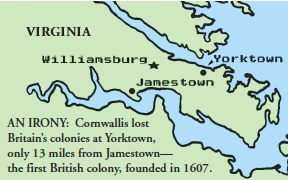 VIRGINIA
Williamsburg
Yorktown
Jamestown
AN IRONY: Cornwallis lost
Britain's colonies at Yorktown,
only 13 miles from Jamestown—
the first British colony, founded in 1607.